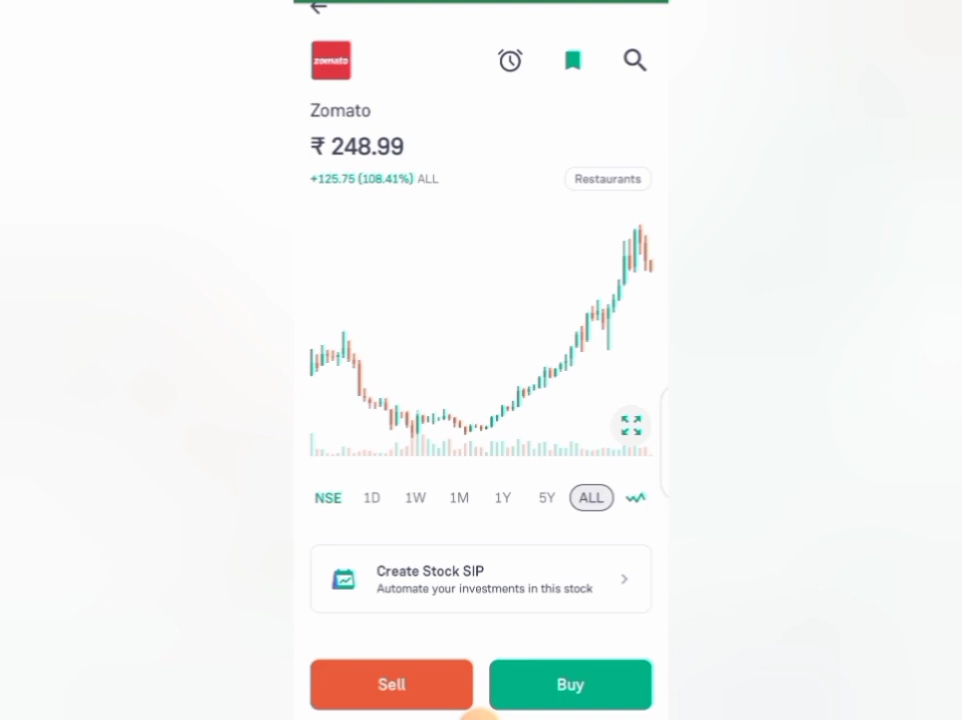 zomato
Zomato
₹ 248.99
+125.75 (108.41%) ALL
Restaurants
NSE 1D 1W 1M 1Y 5Y ALL
Create Stock SIP
Automate your investments in this stock
Sell
Buy